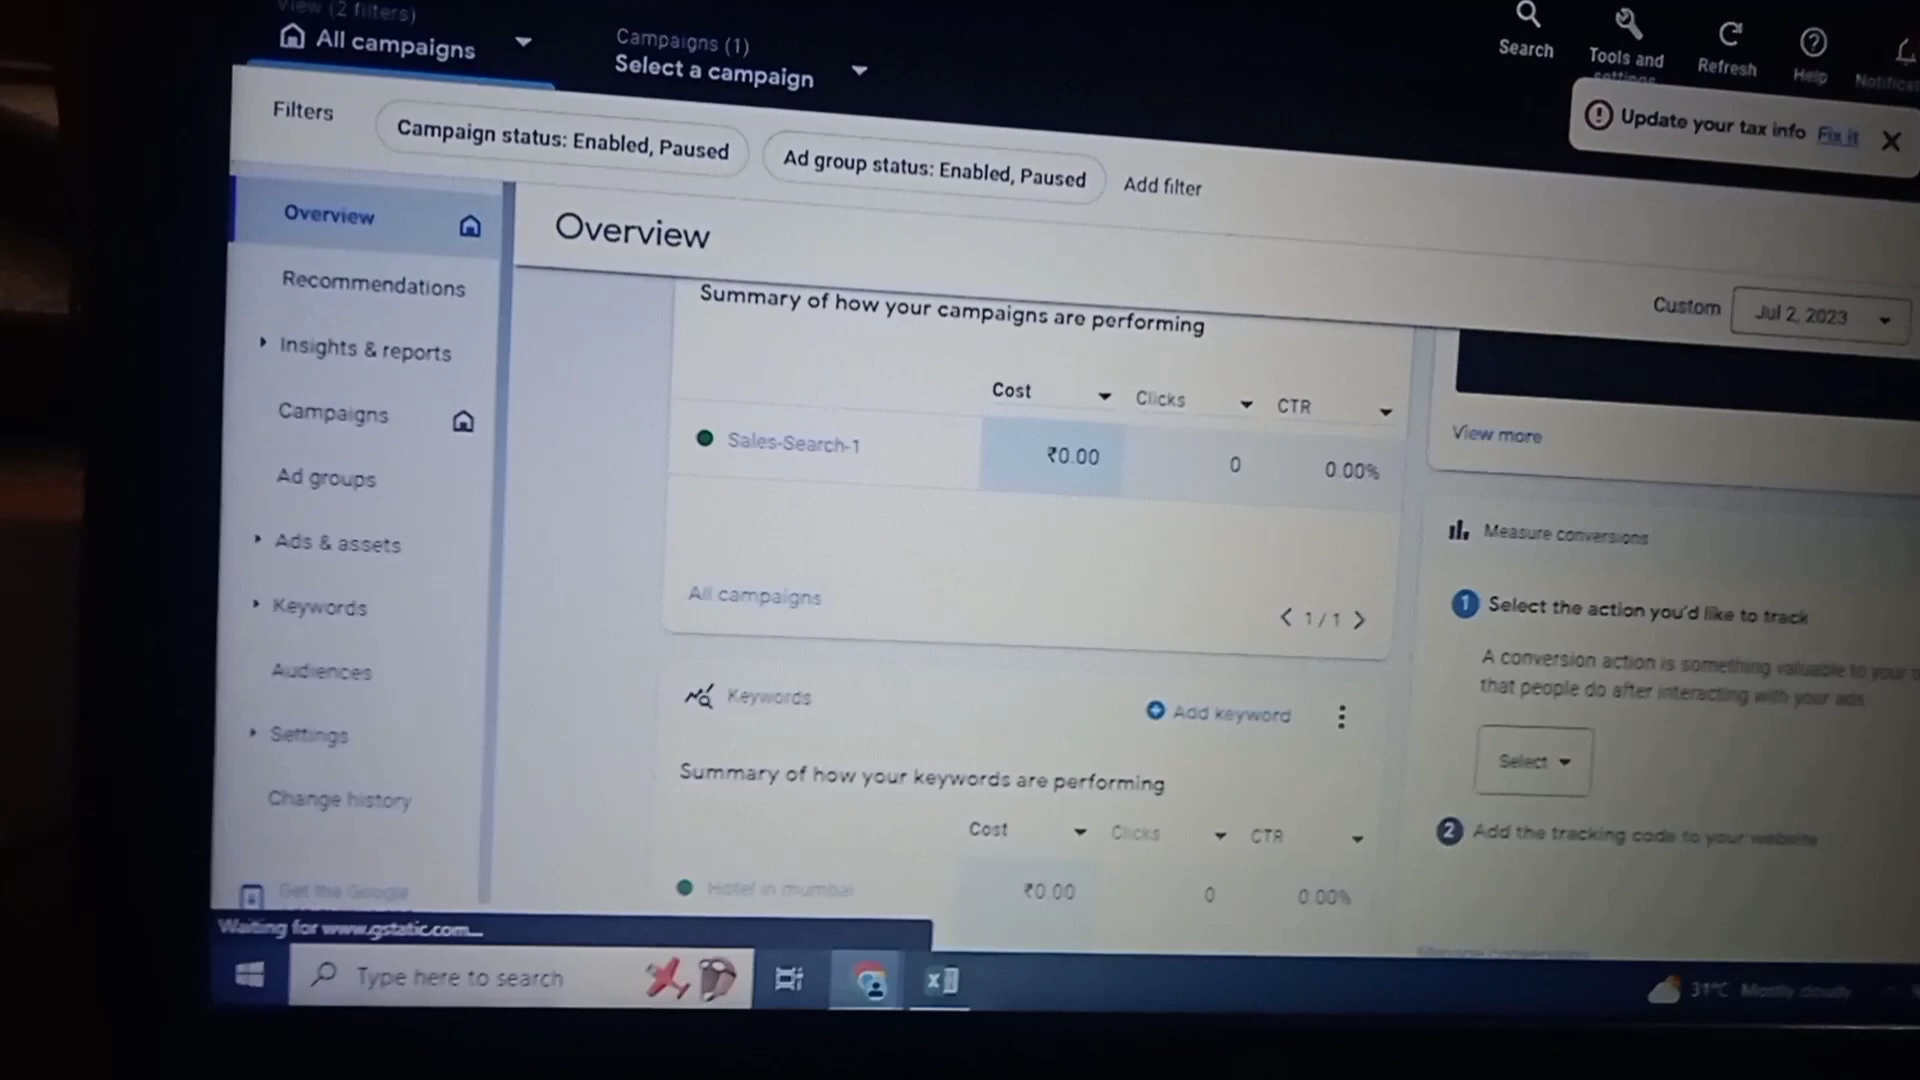 View (2 filters)
All campaigns
Campaigns (1)
Select a campaign
Search
Tools and
settings
Refresh
Help
Update your tax info Fix it
Filters
Campaign status: Enabled, Paused
Ad group status: Enabled, Paused
Add filter
Overview
Recommendations
Insights & reports
Campaigns
Ad groups
Ads & assets
Keywords
Audiences
Settings
Change history
Get the Google
Overview
Custom
Jul 2, 2023
Summary of how your campaigns are performing
Cost Clicks CTR
Sales-Search-1 ₹0.00 0 0.00%
All campaigns
1 / 1
Keywords
Add keyword
Summary of how your keywords are performing
Cost Clicks CTR
Hotel in mumbai ₹0.00 0 0.00%
View more
Measure conversions
1 Select the action you'd like to track
A conversion action is something valuable to your
that people do after interacting with your ads
Select
2 Add the tracking code to your website
Waiting for www.gstatic.com...
Type here to search
31°C Mostly cloudy